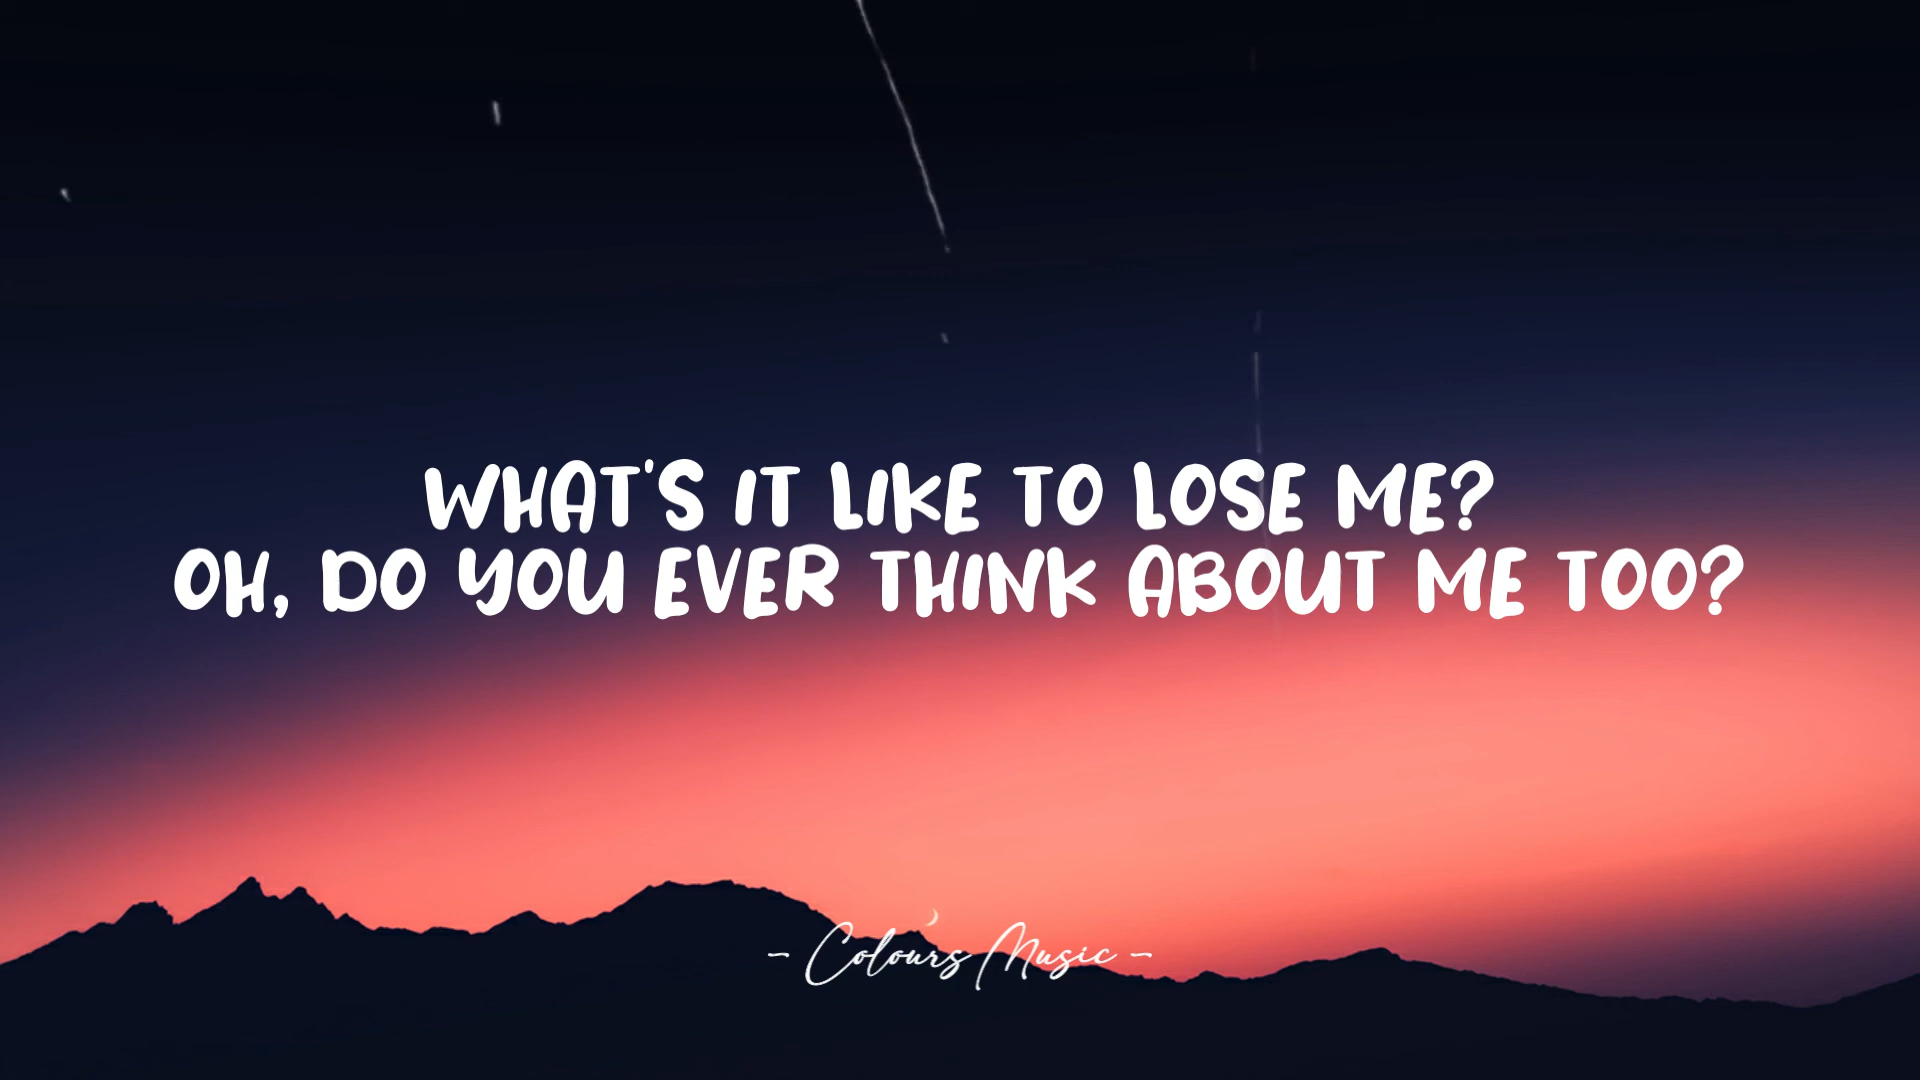 WHAT'S IT LIKE TO LOSE ME?
OH, DO YOU EVER THINK ABOUT ME TOO?
- Colours Music -